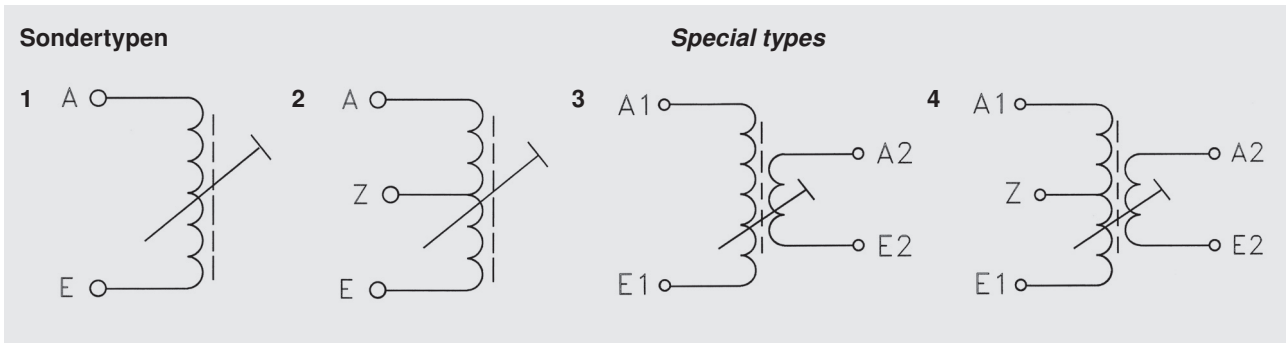 Sondertypen Special types
1 A 2 A 3 A1 4 A1
A2 A2
Z Z
E2 E2
E E E1 E1